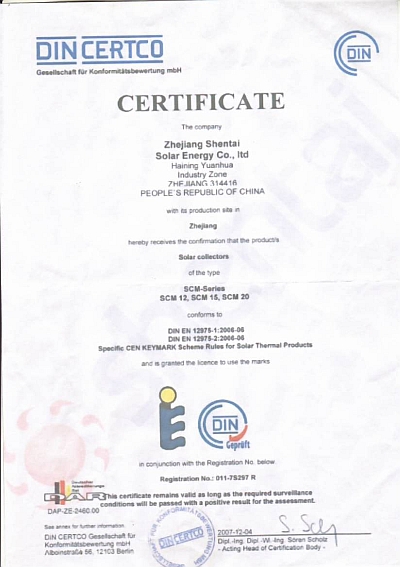 DIN CERTCO
Gesellschaft für Konformitätsbewertung mbH
DIN
CERTIFICATE
The company
Zhejiang Shentai
Solar Energy Co., ltd
Haining Yuanhua
Industry Zone
ZHEJIANG 314416
PEOPLE´S REPUBLIC OF CHINA
with its production site in
Zhejiang
hereby receives the confirmation that the product/s
Solar collectors
of the type
SCM-Series
SCM 12, SCM 15, SCM 20
conforms to
DIN EN 12975-1:2006-06
DIN EN 12975-2:2006-06
Specific CEN KEYMARK Scheme Rules for Solar Thermal Products
and is granted the licence to use the marks
DIN
Geprüft
in conjunction with the Registration No. below
Registration No.: 011-7S297 R
Deutscher
Akkreditierungs
Rat
DAR
DAP-ZE-2460.00
This certificate remains valid as long as the required surveillance
conditions will be passed with a positive result for the assessment.
See annex for further information.
DIN CERTCO Gesellschaft für
Konformitätsbewertung mbH
Alboinstraße 56, 12103 Berlin
DIN CERTCO
2007-12-04
Dipl.-Ing. Dipl.-Wi.-Ing. Sören Scholz
- Acting Head of Certification Body -